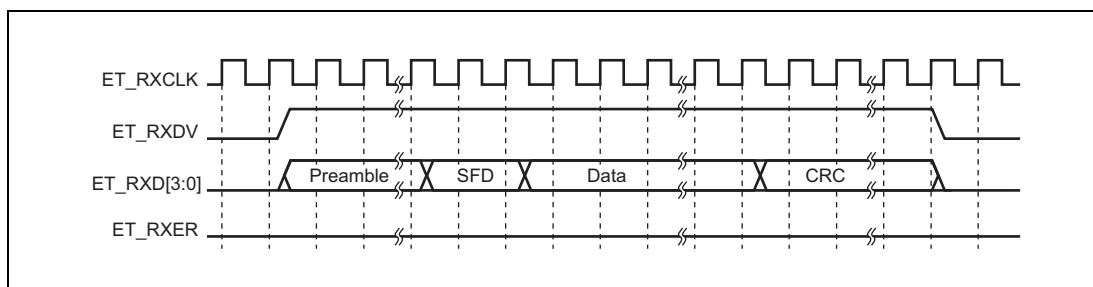 ET_RXCLK
ET_RXDV
ET_RXD[3:0]
Preamble
SFD
Data
CRC
ET_RXER